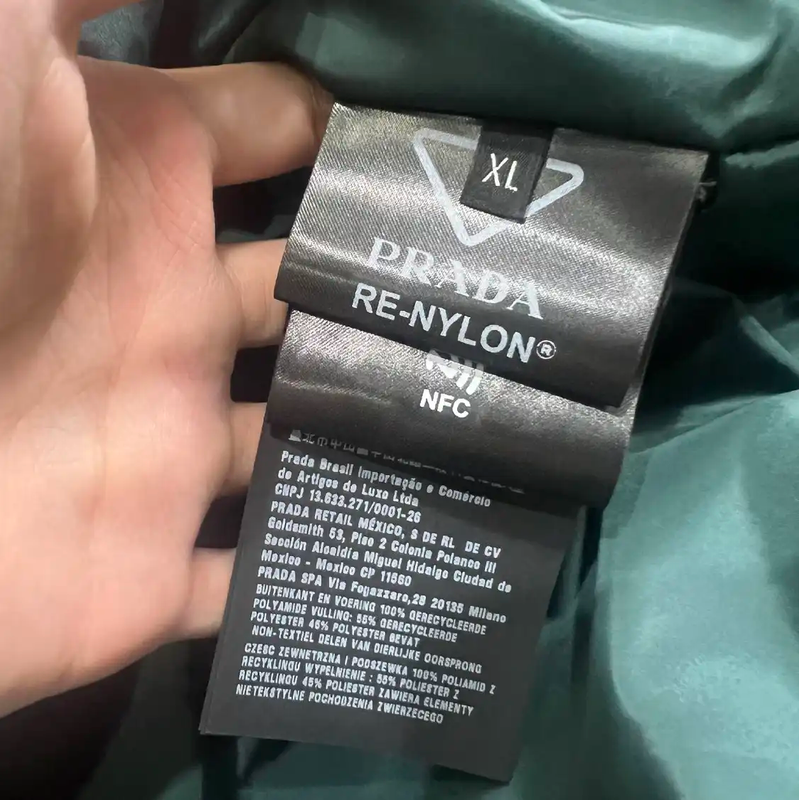 XL
PRADA
RE-NYLON®
NFC
Prada Brasil Importação e Comércio
de Artigos de Luxo Ltda
CNPJ 13.633.271/0001-26
PRADA RETAIL MÉXICO, S DE RL DE CV
Goldsmith 53, Piso 2 Colonia Polanco III
Sección Alcaldía Miguel Hidalgo Ciudad de
Mexico - Mexico CP 11560
PRADA SPA Via Fogazzaro,28 20135 Milano
BUITENKANT EN VOERING 100% GERECYCLEERDE
POLYAMIDE VULLING: 55% GERECYCLEERDE
POLYESTER 45% POLYESTER BEVAT
NON-TEXTIEL DELEN VAN DIERLIJKE OORSPRONG
CZESC ZEWNETRZNA I PODSZEWKA 100% POLIAMID Z
RECYKLINGU WYPELNIENIE : 55% POLIESTER Z
RECYKLINGU 45% POLIESTER ZAWIERA ELEMENTY
NIETEKSTYLNE POCHODZENIA ZWIERZECEGO